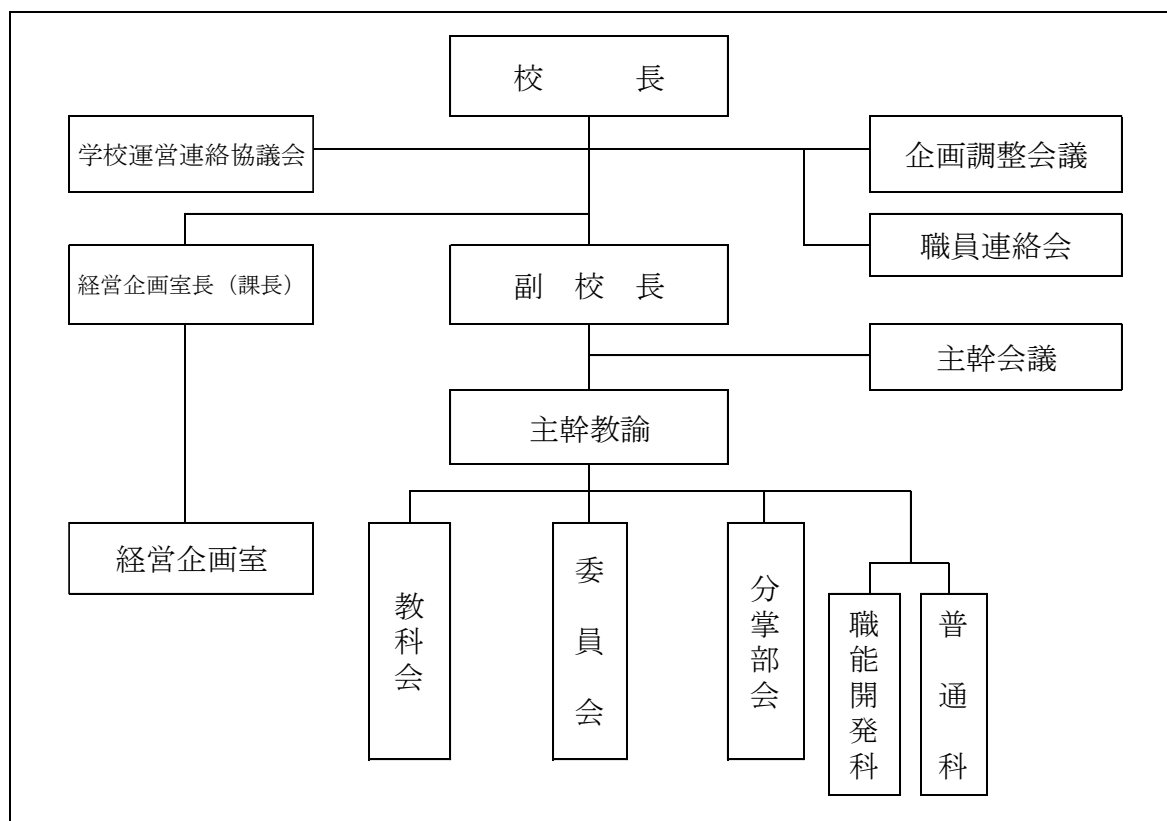 校長
学校運営連絡協議会
企画調整会議
職員連絡会
経営企画室長（課長）
副校長
主幹会議
主幹教諭
経営企画室
教科会
委員会
分掌部会
職能開発科
普通科